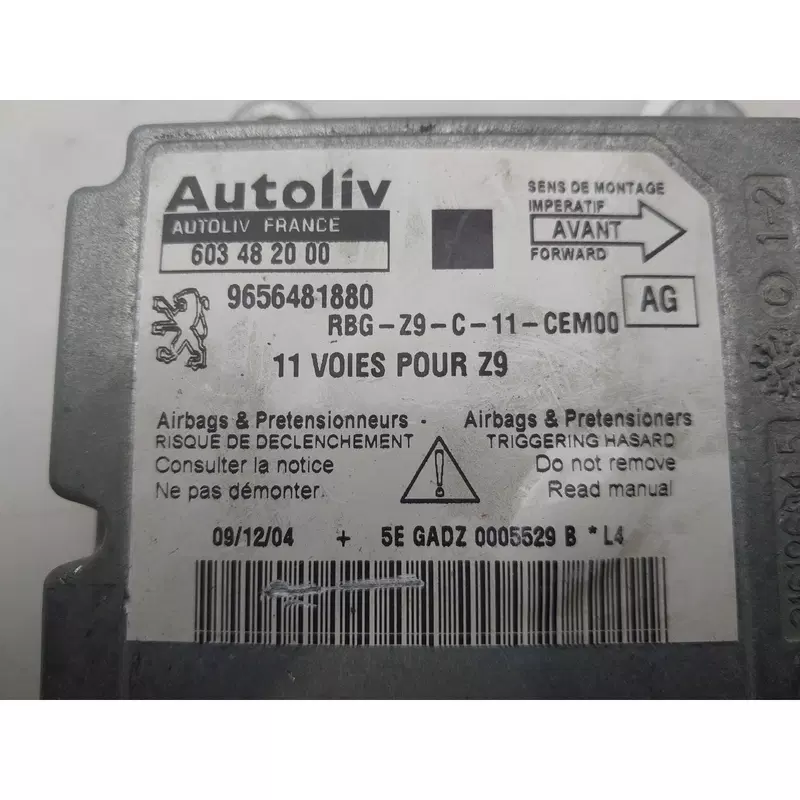 Autoliv
AUTOLIV FRANCE
603 48 20 00
SENS DE MONTAGE
IMPERATIF
AVANT
FORWARD
9656481880
AG
RBG-Z9-C-11-CEM00
11 VOIES POUR Z9
Airbags & Pretensionneurs - Airbags & Pretensioners
RISQUE DE DECLENCHEMENT TRIGGERING HASARD
Consulter la notice Do not remove
Ne pas démonter. Read manual
09/12/04 + 5E GADZ 0005529 B * L4
C 1-2